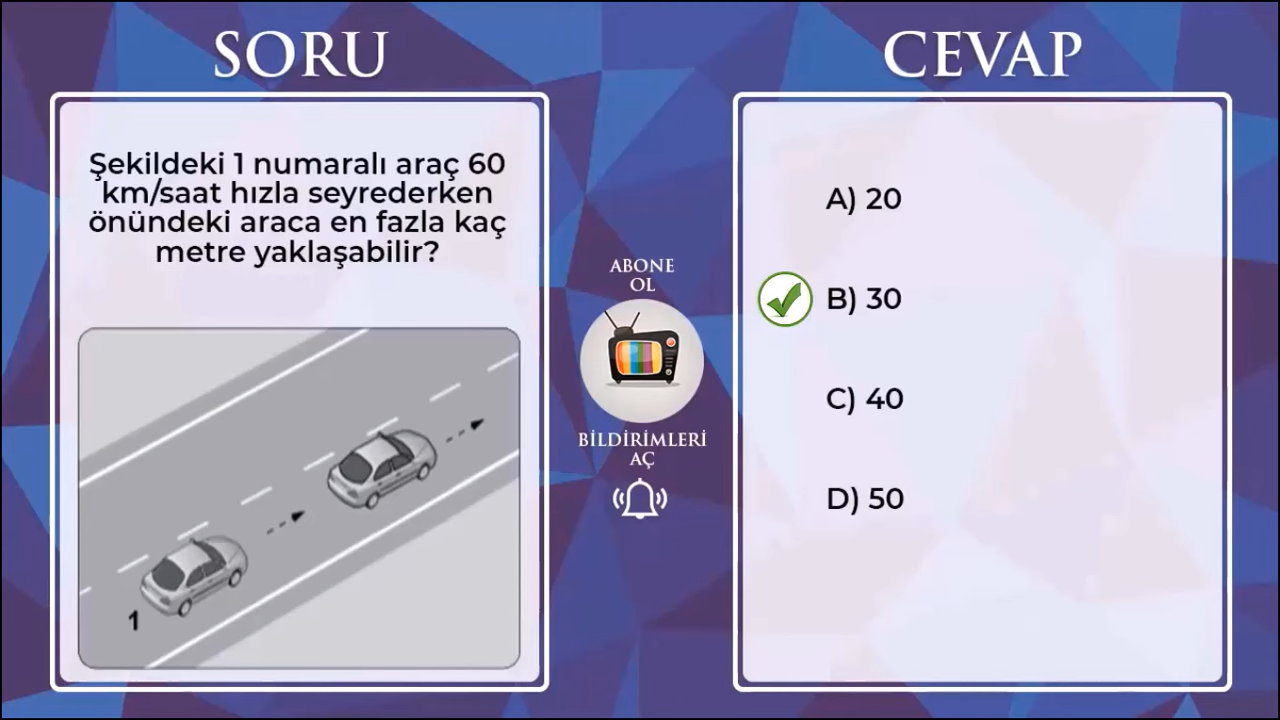 SORU
Şekildeki 1 numaralı araç 60
km/saat hızla seyrederken
önündeki araca en fazla kaç
metre yaklaşabilir?
1
ABONE
OL
BİLDİRİMLERİ
AÇ
CEVAP
A) 20
B) 30
C) 40
D) 50